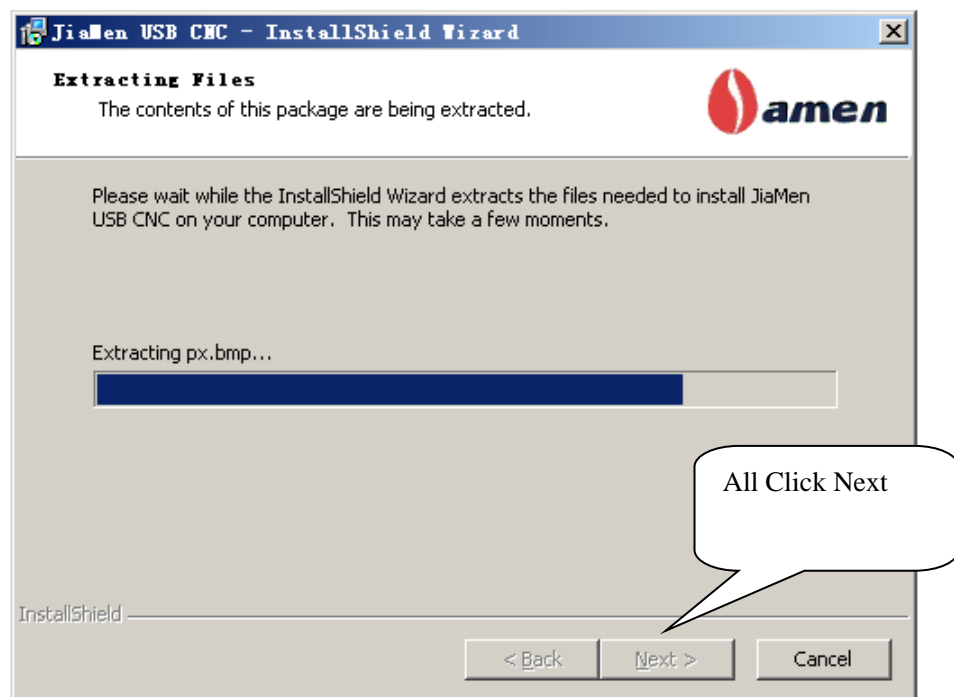 JiaMen USB CNC - InstallShield Wizard
Extracting Files
The contents of this package are being extracted.
amen
Please wait while the InstallShield Wizard extracts the files needed to install JiaMen
USB CNC on your computer. This may take a few moments.
Extracting px.bmp...
All Click Next
InstallShield
< Back
Next >
Cancel